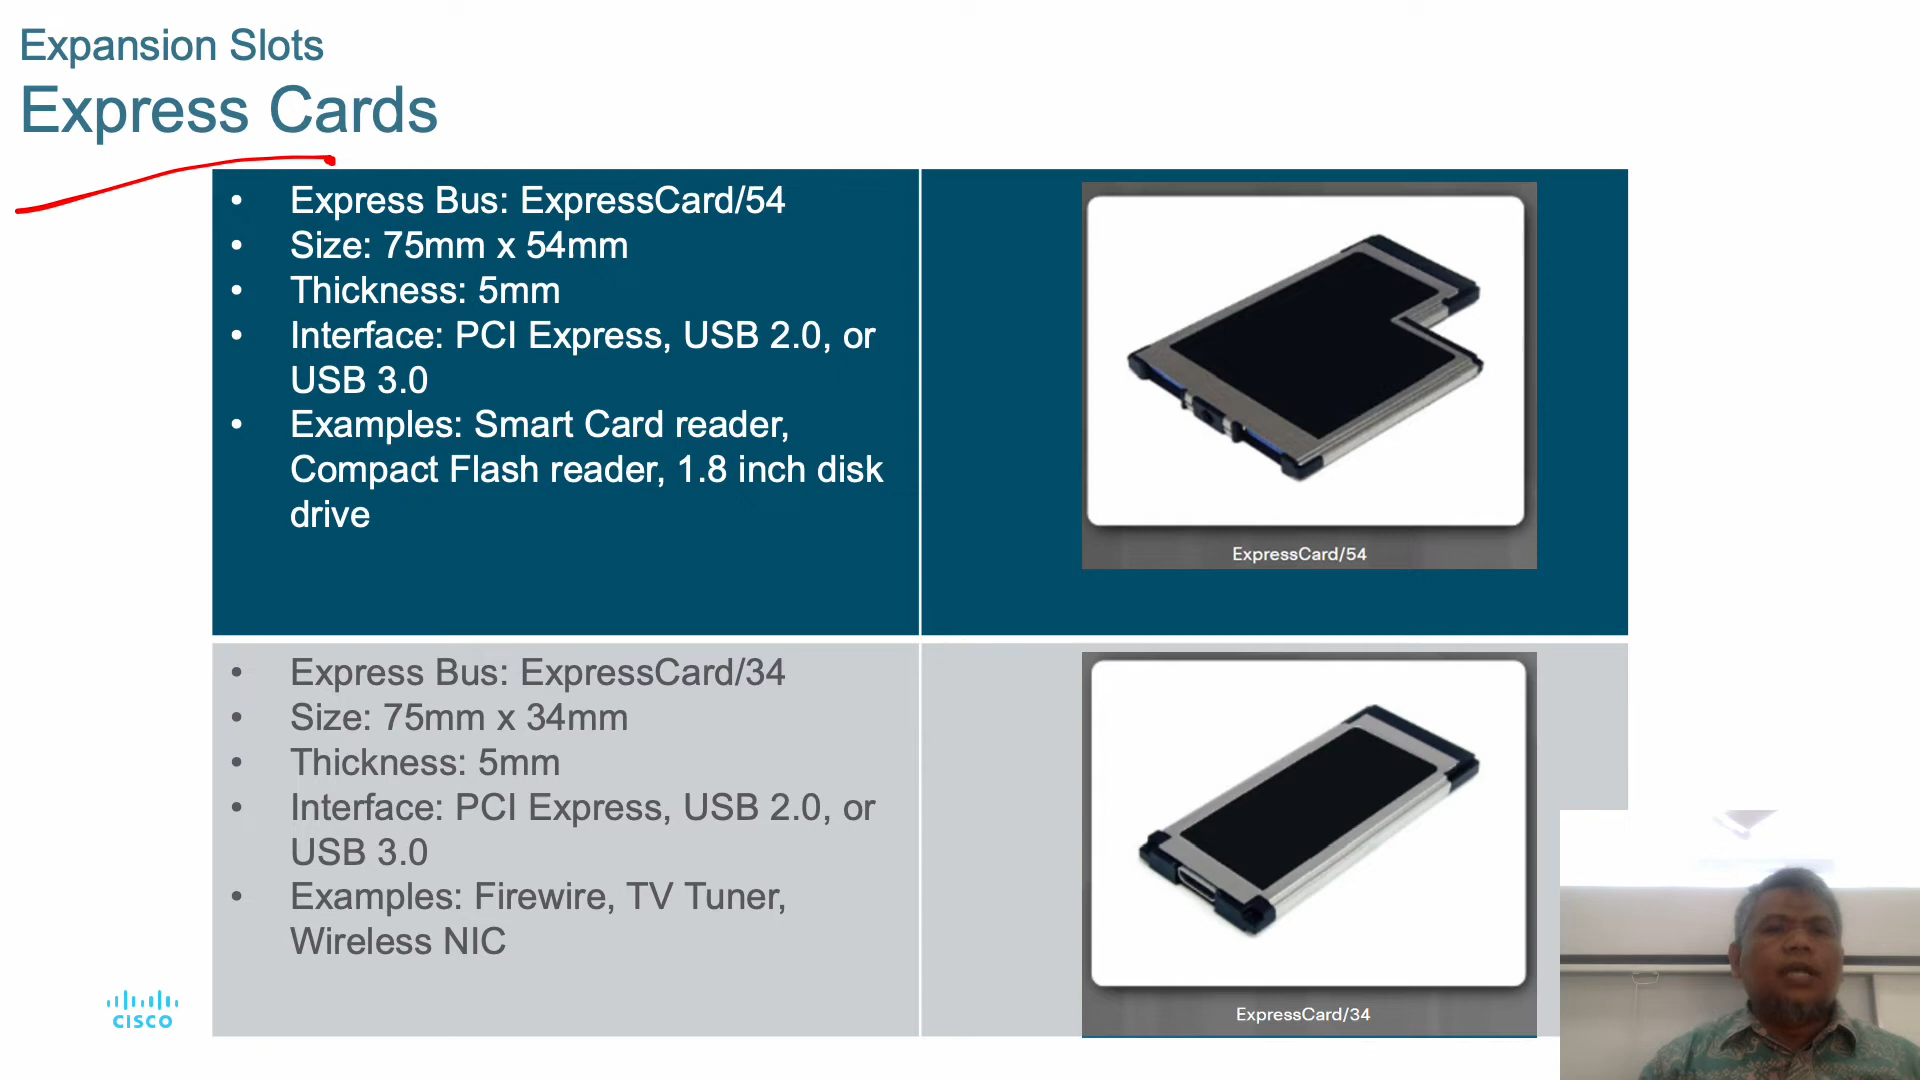 Expansion Slots
Express Cards
• Express Bus: ExpressCard/54
• Size: 75mm x 54mm
• Thickness: 5mm
• Interface: PCI Express, USB 2.0, or
USB 3.0
• Examples: Smart Card reader,
Compact Flash reader, 1.8 inch disk
drive
ExpressCard/54
• Express Bus: ExpressCard/34
• Size: 75mm x 34mm
• Thickness: 5mm
• Interface: PCI Express, USB 2.0, or
USB 3.0
• Examples: Firewire, TV Tuner,
Wireless NIC
ExpressCard/34
CISCO